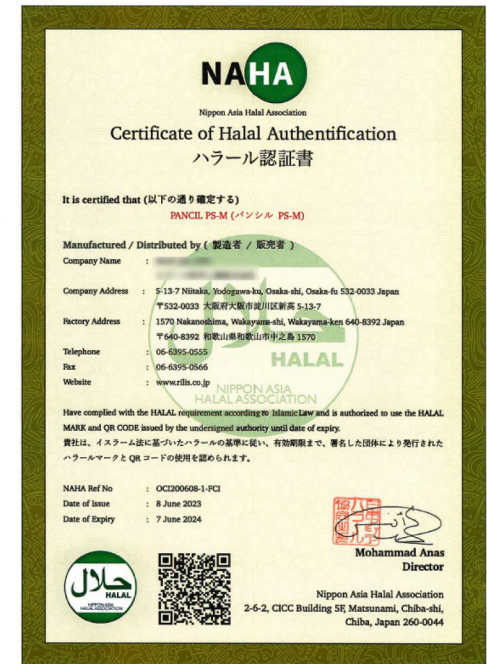 NAHA
Nippon Asia Halal Association
Certificate of Halal Authentification
ハラール認証書
It is certified that (以下の通り確定する)
PANCIL PS-M (パンシル PS-M)
Manufactured / Distributed by ( 製造者 / 販売者 )
Company Name :
Company Address : 5-13-7 Niitaka, Yodogawa-ku, Osaka-shi, Osaka-fu 532-0033 Japan
〒532-0033 大阪府大阪市淀川区新高 5-13-7
Factory Address : 1570 Nakanoshima, Wakayama-shi, Wakayama-ken 640-8392 Japan
〒640-8392 和歌山県和歌山市中之島 1570
Telephone : 06-6395-0555
Fax : 06-6395-0566
Website : www.rilis.co.jp
HALAL
NIPPON ASIA
HALAL ASSOCIATION
Have complied with the HALAL requirement according to Islamic Law and is authorized to use the HALAL
MARK and QR CODE issued by the undersigned authority until date of expiry.
貴社は、イスラーム法に基づいたハラールの基準に従い、有効期限まで、署名した団体により発行された
ハラールマークと QR コードの使用を認められます。
NAHA Ref No : OCI200608-1-FCI
Date of Issue : 8 June 2023
Date of Expiry : 7 June 2024
Mohammad Anas
Director
حلال
HALAL
NIPPON ASIA
HALAL ASSOCIATION
Nippon Asia Halal Association
2-6-2, CICC Building 5F, Matsunami, Chiba-shi,
Chiba, Japan 260-0044